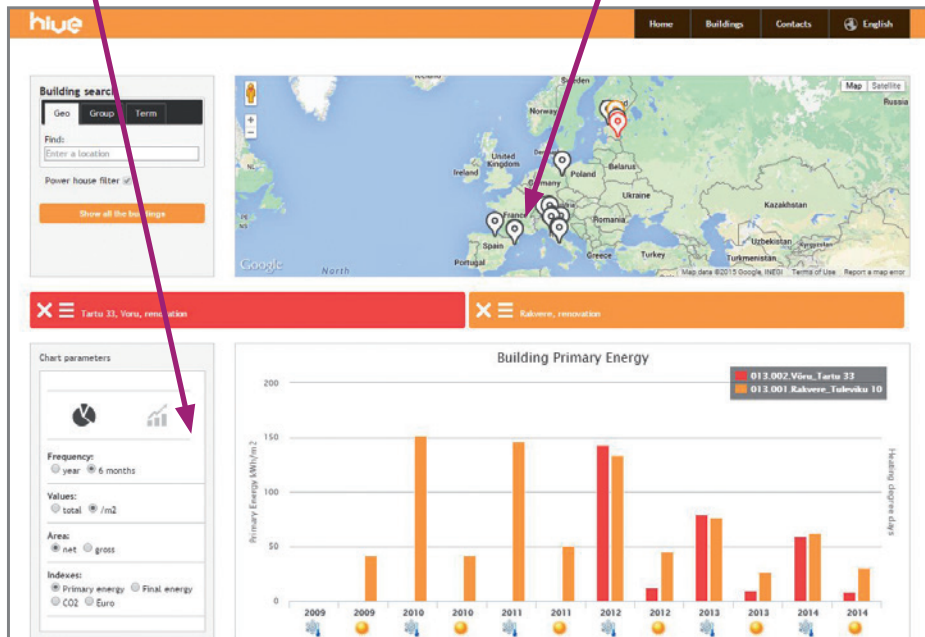 hive
Home Buildings Contacts English
Building search
Geo Group Term
Find:
Enter a location
Power house filter
Show all the buildings
Map Satellite
Sweden
Norway
Russia
United
Kingdom
Ireland
Poland
Belarus
Germany
Ukraine
Kazakhstan
France
Romania
Spain
Portugal
Greece
Turkey
Uzbekistan
Kyrgyzstan
Turkmenistan
Google
North
Map data ©2015 Google, INEGI Terms of Use Report a map error
Tartu 33, Voru, renovation
Rakvere, renovation
Chart parameters
Frequency:
year 6 months
Values:
total /m2
Area:
net gross
Indexes:
Primary energy Final energy
CO2 Euro
Building Primary Energy
013.002.Võru_Tartu 33
013.001.Rakvere_Tuleviku 10
Primary Energy kWh/m2
200
150
100
50
0
Heating degree days
2009 2009 2010 2010 2011 2011 2012 2012 2013 2013 2014 2014